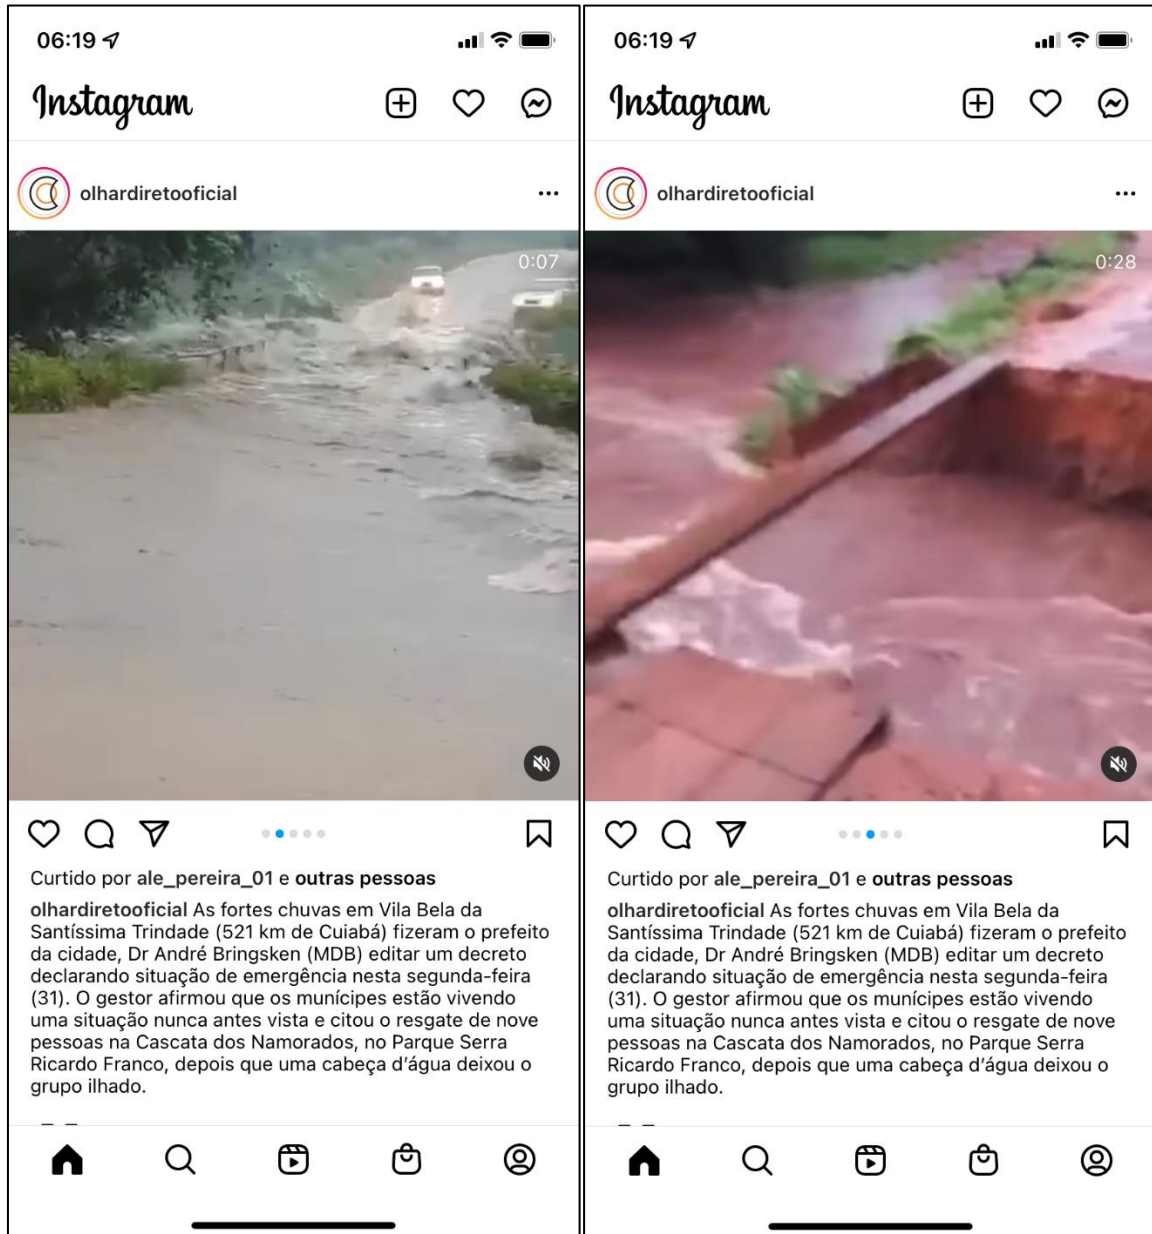 06:19
Instagram
olhardiretooficial
0:07
Curtido por ale_pereira_01 e outras pessoas
olhardiretooficial As fortes chuvas em Vila Bela da
Santíssima Trindade (521 km de Cuiabá) fizeram o prefeito
da cidade, Dr André Bringsken (MDB) editar um decreto
declarando situação de emergência nesta segunda-feira
(31). O gestor afirmou que os munícipes estão vivendo
uma situação nunca antes vista e citou o resgate de nove
pessoas na Cascata dos Namorados, no Parque Serra
Ricardo Franco, depois que uma cabeça d'água deixou o
grupo ilhado.
06:19
Instagram
olhardiretooficial
0:28
Curtido por ale_pereira_01 e outras pessoas
olhardiretooficial As fortes chuvas em Vila Bela da
Santíssima Trindade (521 km de Cuiabá) fizeram o prefeito
da cidade, Dr André Bringsken (MDB) editar um decreto
declarando situação de emergência nesta segunda-feira
(31). O gestor afirmou que os munícipes estão vivendo
uma situação nunca antes vista e citou o resgate de nove
pessoas na Cascata dos Namorados, no Parque Serra
Ricardo Franco, depois que uma cabeça d'água deixou o
grupo ilhado.